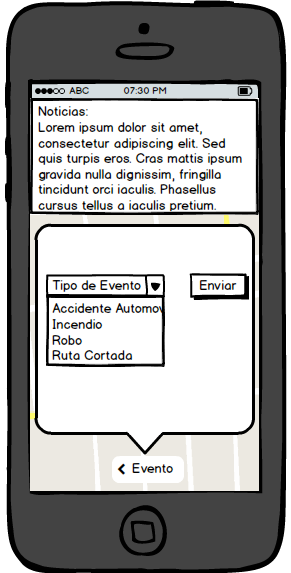 ABC 07:30 PM
Noticias:
Lorem ipsum dolor sit amet,
consectetur adipiscing elit. Sed
quis turpis eros. Cras mattis ipsum
gravida nulla dignissim, fringilla
tincidunt orci iaculis. Phasellus
cursus tellus a iaculis pretium.
Tipo de Evento Enviar
Accidente Automov
Incendio
Robo
Ruta Cortada
Evento